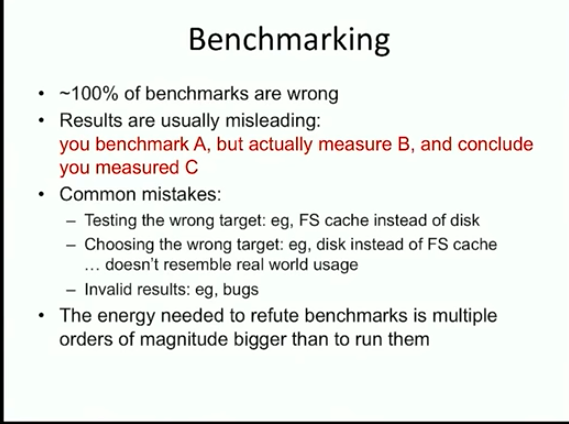 Benchmarking
• ~100% of benchmarks are wrong
• Results are usually misleading:
you benchmark A, but actually measure B, and conclude
you measured C
• Common mistakes:
– Testing the wrong target: eg, FS cache instead of disk
– Choosing the wrong target: eg, disk instead of FS cache
… doesn't resemble real world usage
– Invalid results: eg, bugs
• The energy needed to refute benchmarks is multiple
orders of magnitude bigger than to run them